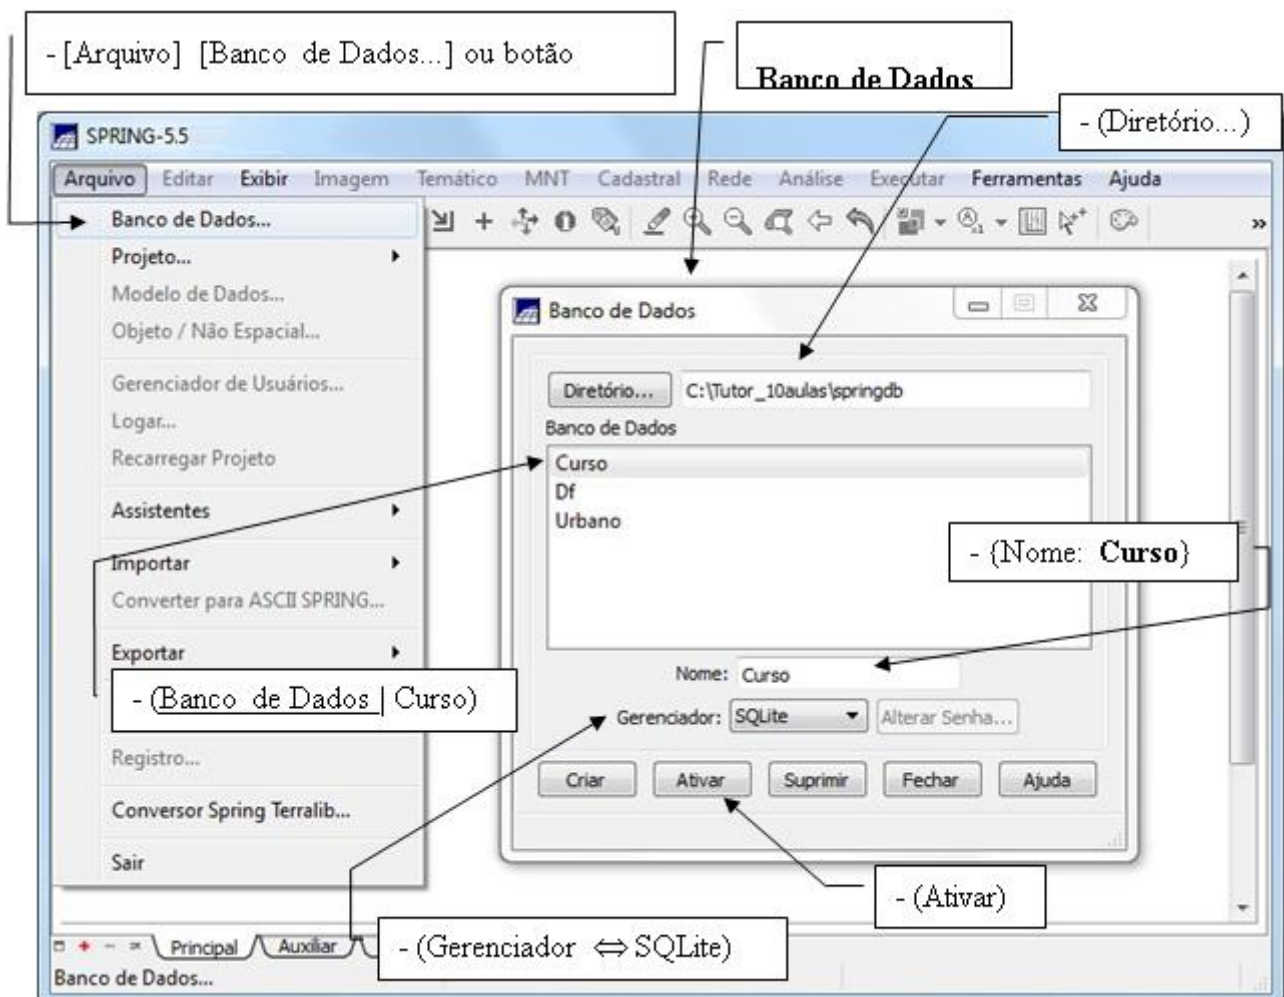 - [Arquivo] [Banco de Dados...] ou botão
Banco de Dados
- (Diretório...)
SPRING-5.5
Arquivo Editar Exibir Imagem Temático MNT Cadastral Rede Análise Executar Ferramentas Ajuda
Banco de Dados...
Projeto...
Modelo de Dados...
Objeto / Não Espacial...
Gerenciador de Usuários...
Logar...
Recarregar Projeto
Assistentes
Importar
Converter para ASCII SPRING...
Exportar
- (Banco de Dados | Curso)
Registro...
Conversor Spring Terralib...
Sair
Banco de Dados
Diretório... C:\Tutor_10aulas\springdb
Banco de Dados
Curso
Df
Urbano
- {Nome: Curso}
Nome: Curso
Gerenciador: SQLite Alterar Senha...
Criar Ativar Suprimir Fechar Ajuda
- (Ativar)
- (Gerenciador ⇔ SQLite)
Principal Auxiliar
Banco de Dados...